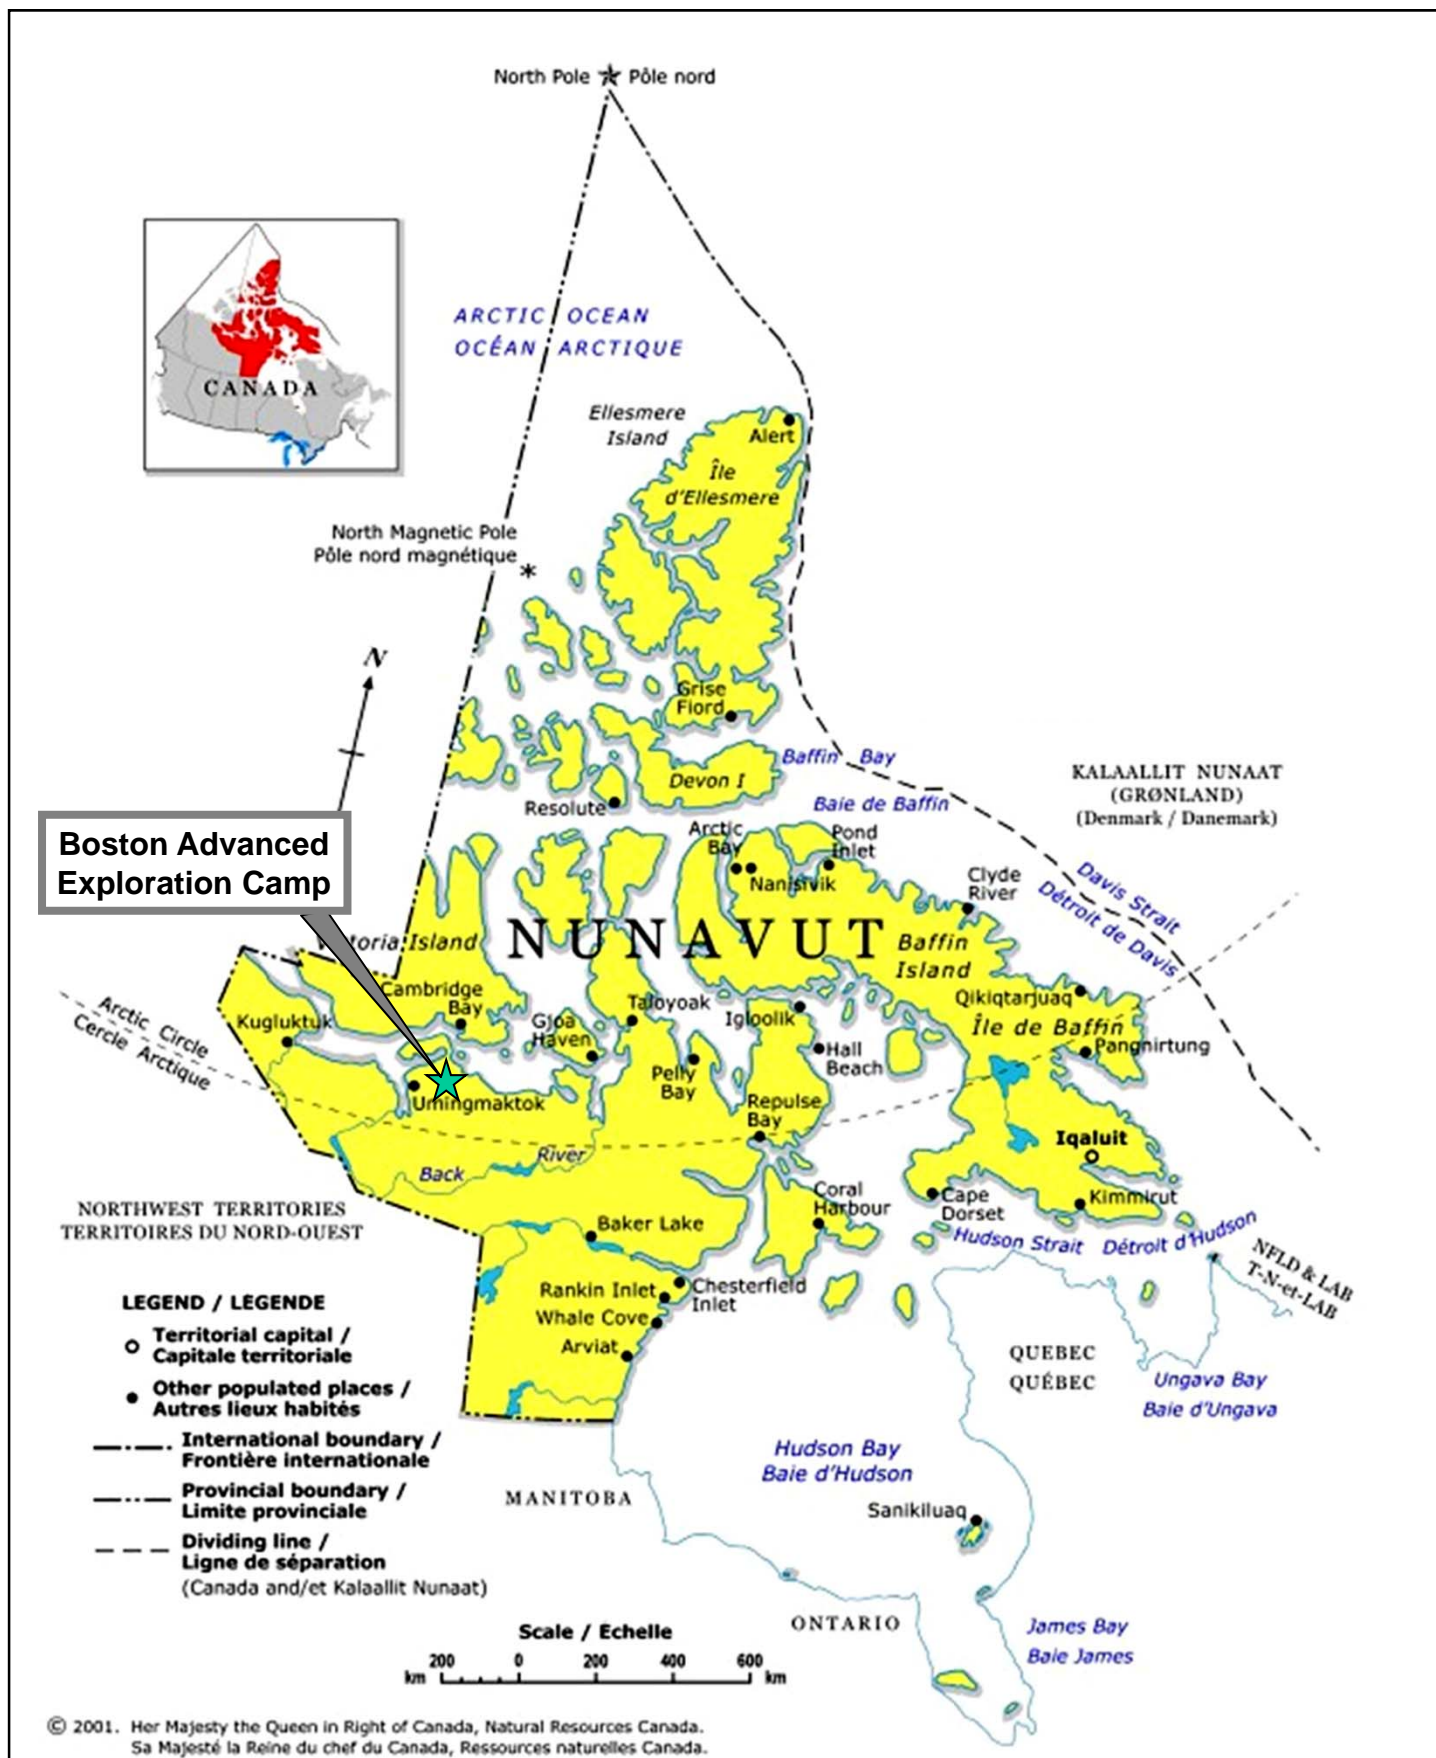 North Pole Pôle nord
CANADA
ARCTIC OCEAN
OCÉAN ARCTIQUE
Ellesmere
Island
Alert
Île
d'Ellesmere
North Magnetic Pole
Pôle nord magnétique
N
Grise
Fiord
Baffin Bay
Baie de Baffin
Devon I
Resolute
KALAALLIT NUNAAT
(GRØNLAND)
(Denmark / Danemark)
Boston Advanced
Exploration Camp
Arctic
Bay
Nanisivik
Pond
Inlet
Clyde
River
Davis Strait
Détroit de Davis
Island
NUNAVUT
Baffin
Island
Cambridge
Bay
Taloyoak
Igloolik
Qikiqtarjuaq
Île de Baffin
Arctic Circle
Cercle Arctique
Kugluktuk
Gjoa
Haven
Hall
Beach
Pangnirtung
Pelly
Bay
Umingmaktok
Repulse
Bay
Iqaluit
Back River
Coral
Harbour
Cape
Dorset
Kimmirut
NORTHWEST TERRITORIES
TERRITOIRES DU NORD-OUEST
Baker Lake
Hudson Strait Détroit d'Hudson
NFLD & LAB
T-N-et-LAB
Rankin Inlet
Chesterfield
Inlet
Whale Cove
Arviat
QUEBEC
QUÉBEC
Ungava Bay
Baie d'Ungava
LEGEND / LÉGENDE
Territorial capital /
Capitale territoriale
Other populated places /
Autres lieux habités
International boundary /
Frontière internationale
Provincial boundary /
Limite provinciale
Dividing line /
Ligne de séparation
(Canada and/et Kalaallit Nunaat)
Hudson Bay
Baie d'Hudson
MANITOBA
Sanikiluaq
ONTARIO
James Bay
Baie James
Scale / Échelle
km 200 0 200 400 600 km
© 2001. Her Majesty the Queen in Right of Canada, Natural Resources Canada.
Sa Majesté la Reine du chef du Canada, Ressources naturelles Canada.